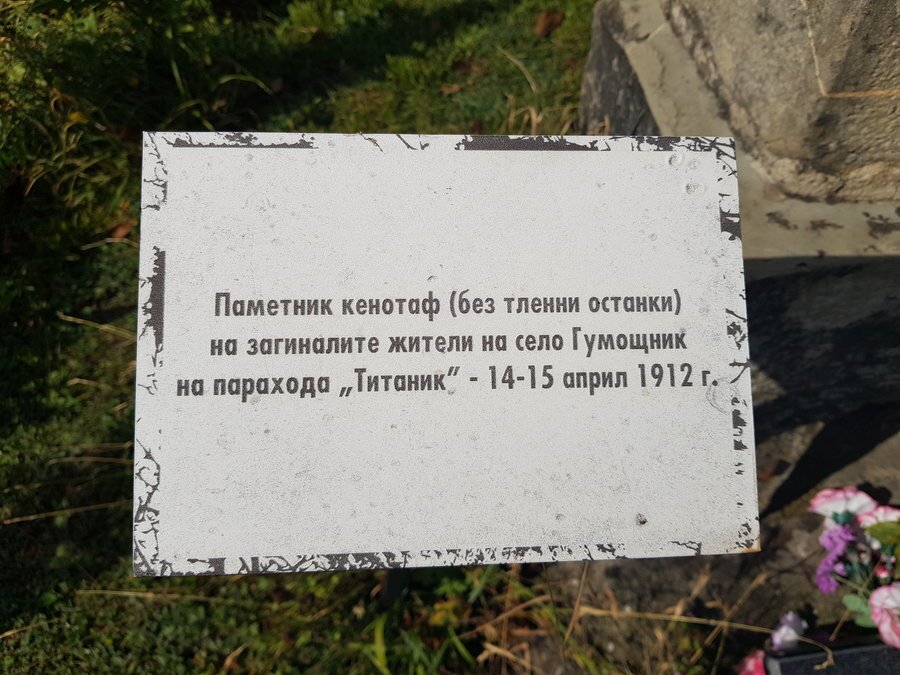 Паметник кенотаф (без тленни останки)
на загиналите жители на село Гумощник
на парахода „Титаник” - 14-15 април 1912 г.